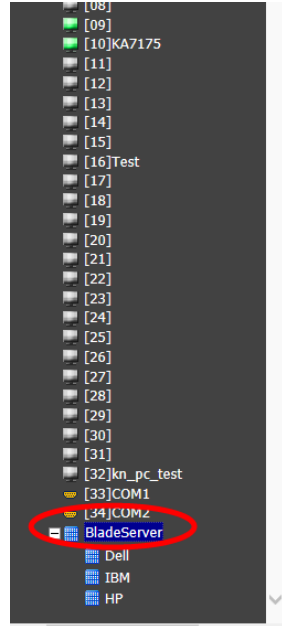 [08]
[09]
[10]KA7175
[11]
[12]
[13]
[14]
[15]
[16]Test
[17]
[18]
[19]
[20]
[21]
[22]
[23]
[24]
[25]
[26]
[27]
[28]
[29]
[30]
[31]
[32]kn_pc_test
[33]COM1
[34]COM2
BladeServer
Dell
IBM
HP